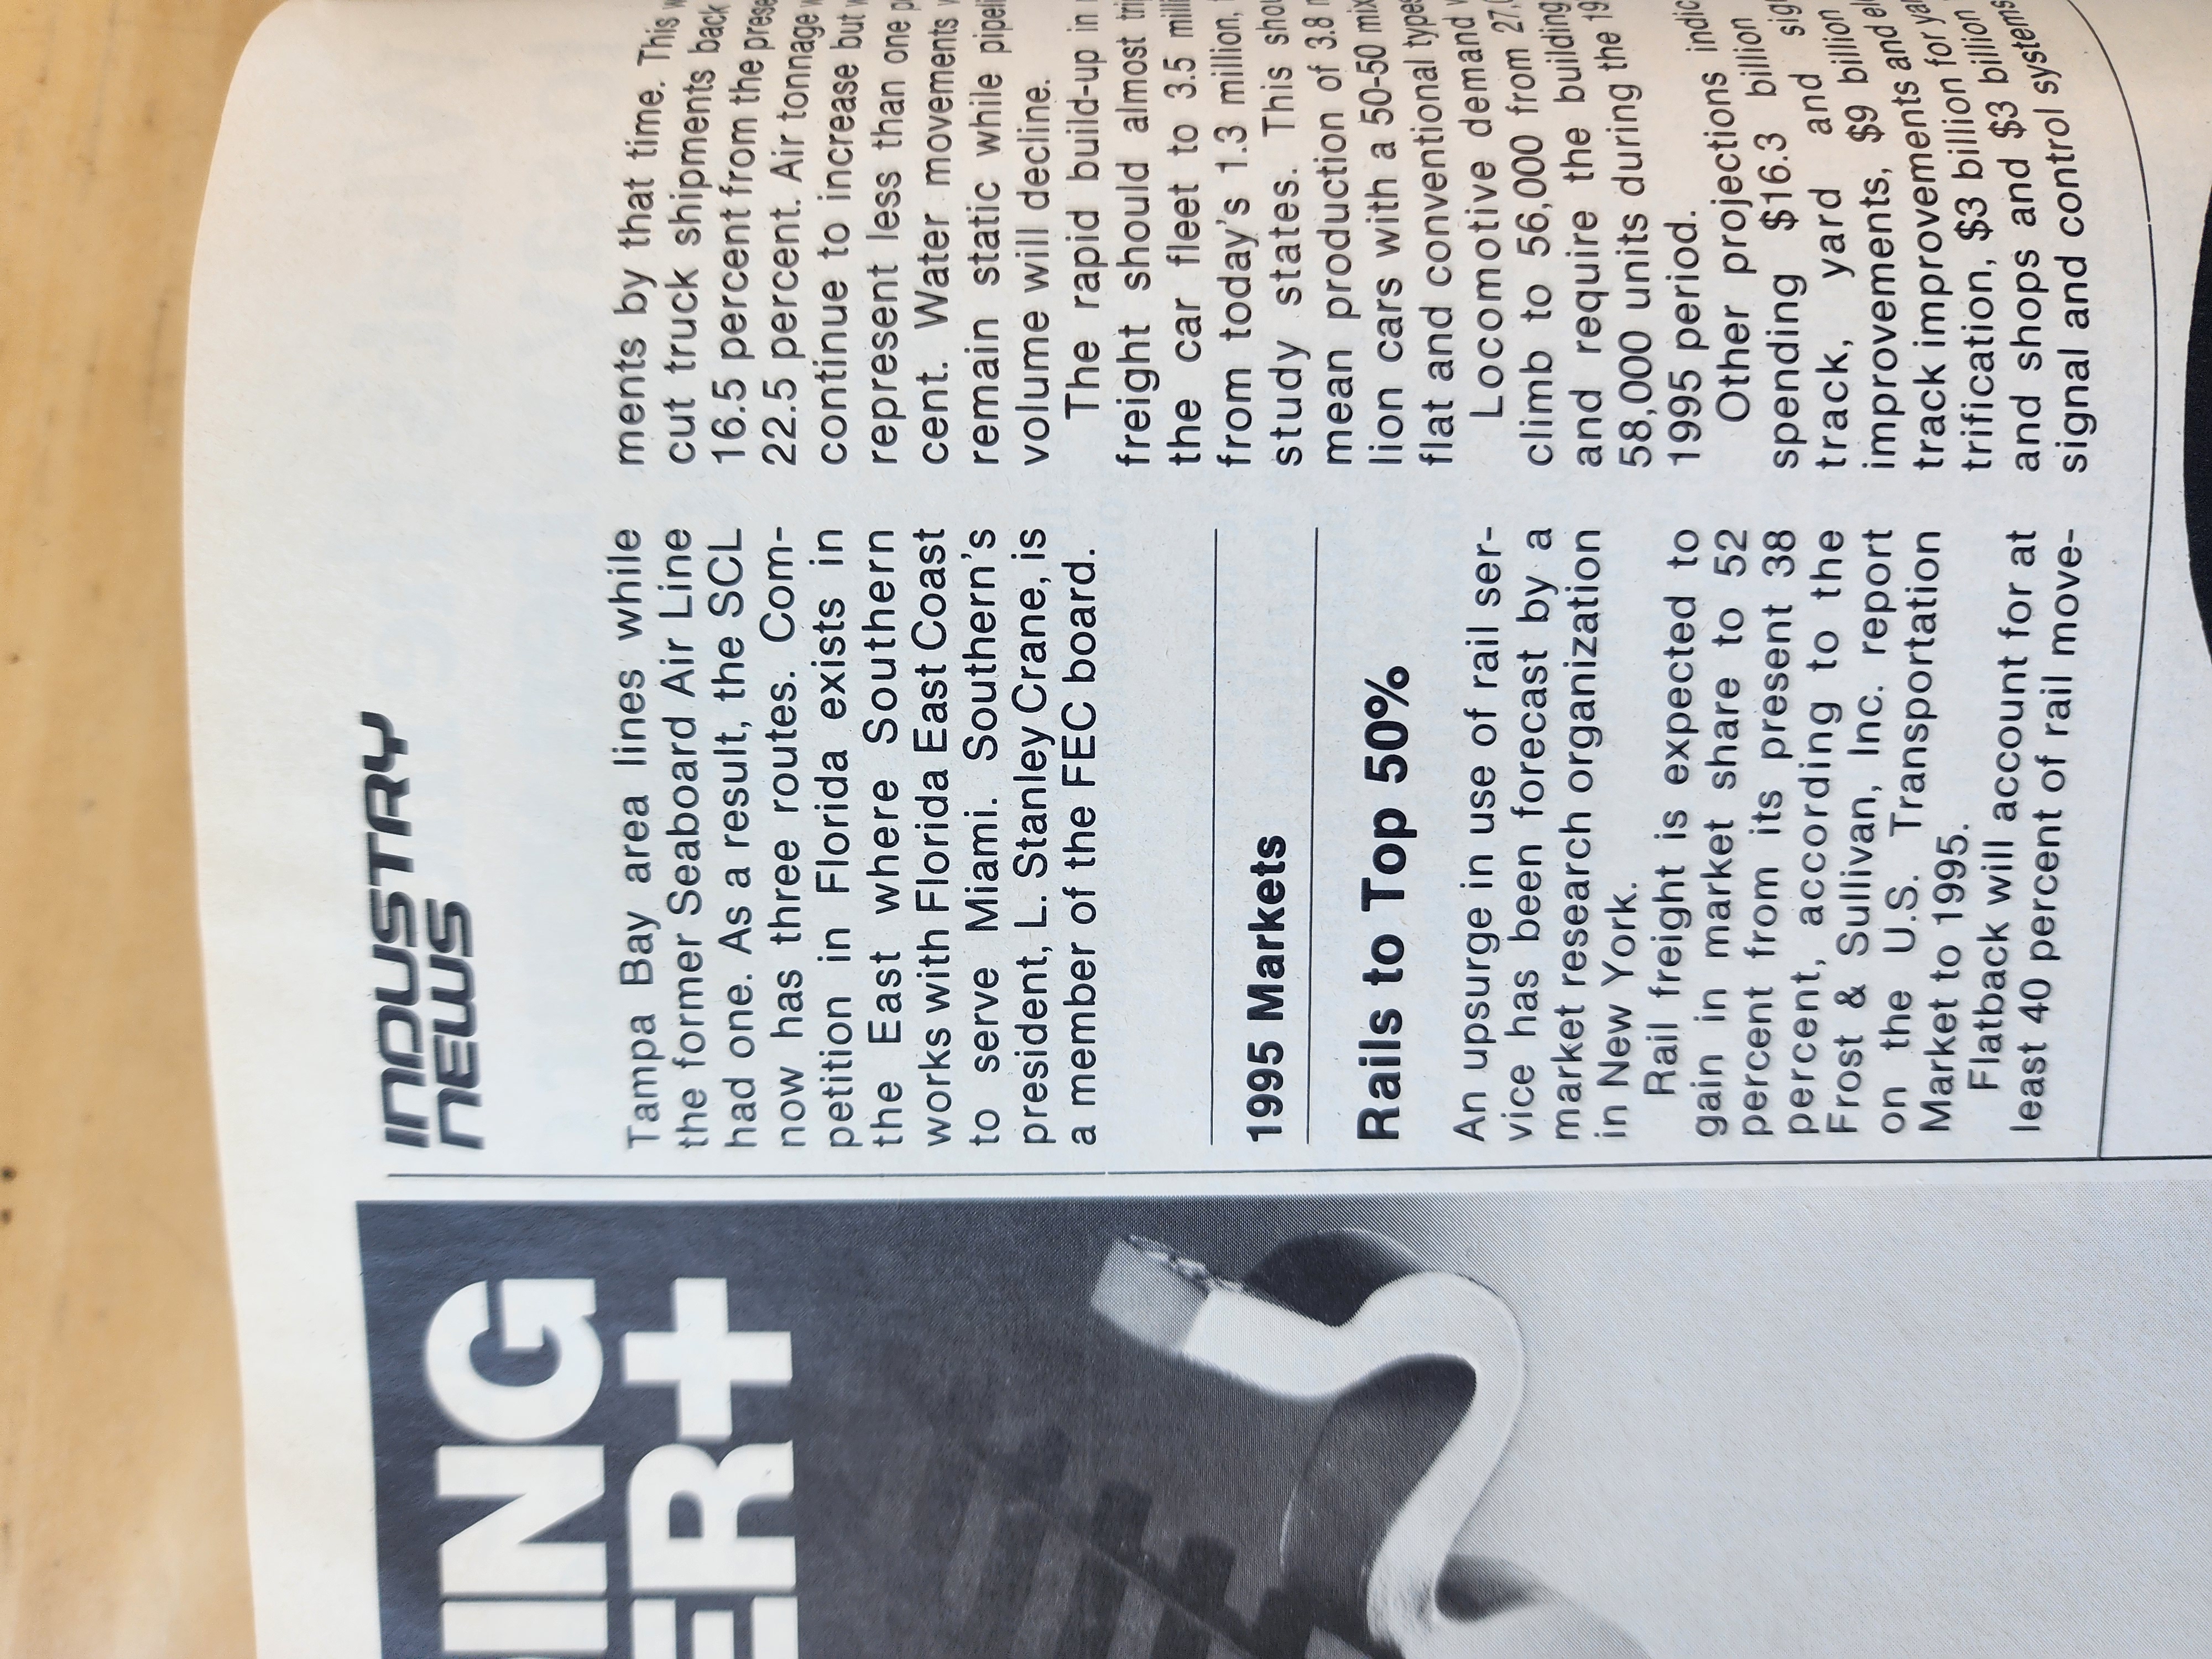 ING
ER+
INDUSTRY
NEWS
Tampa Bay area lines while
the former Seaboard Air Line
had one. As a result, the SCL
now has three routes. Com-
petition in Florida exists in
the East where Southern
works with Florida East Coast
to serve Miami. Southern's
president, L. Stanley Crane, is
a member of the FEC board.
1995 Markets
Rails to Top 50%
An upsurge in use of rail ser-
vice has been forecast by a
market research organization
in New York.
Rail freight is expected to
gain in market share to 52
percent from its present 38
percent, according to the
Frost & Sullivan, Inc. report
on the U.S. Transportation
Market to 1995.
Flatback will account for at
least 40 percent of rail move-
ments by that time. This
cut truck shipments back
16.5 percent from the
22.5 percent. Air tonnage
continue to increase but
represent less than one
cent. Water movements
remain static while
volume will decline.
The rapid build-up in
freight should almost
the car fleet to 3.5
from today's 1.3 million,
study states. This
mean production of 3.8
lion cars with a 50-50
flat and conventional
Locomotive demand
climb to 56,000 from
and require the building
58,000 units during the
1995 period.
Other projections
spending $16.3 billion
track, yard and
improvements, $9 billion
track improvements for
trification, $3 billion
and shops and $3 billion
signal and control systems